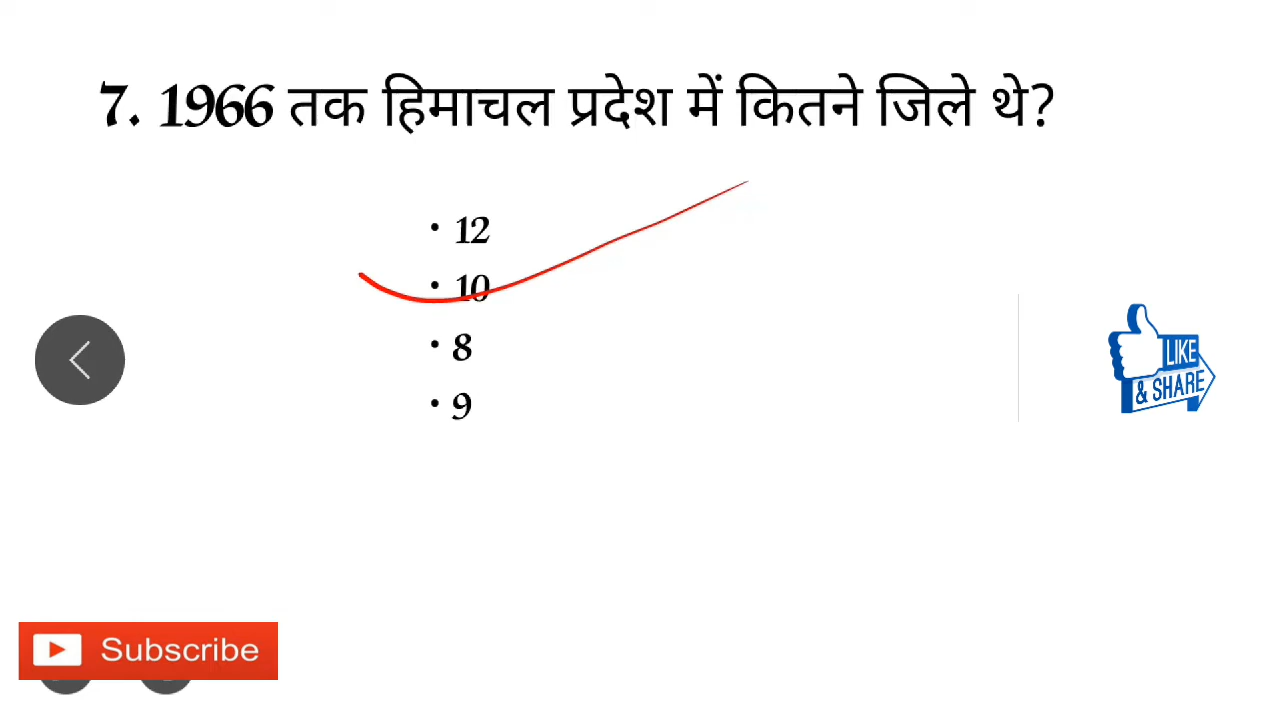 7. 1966 तक हिमाचल प्रदेश में कितने जिले थे?
• 12
• 10
• 8
• 9
LIKE
& SHARE
Subscribe